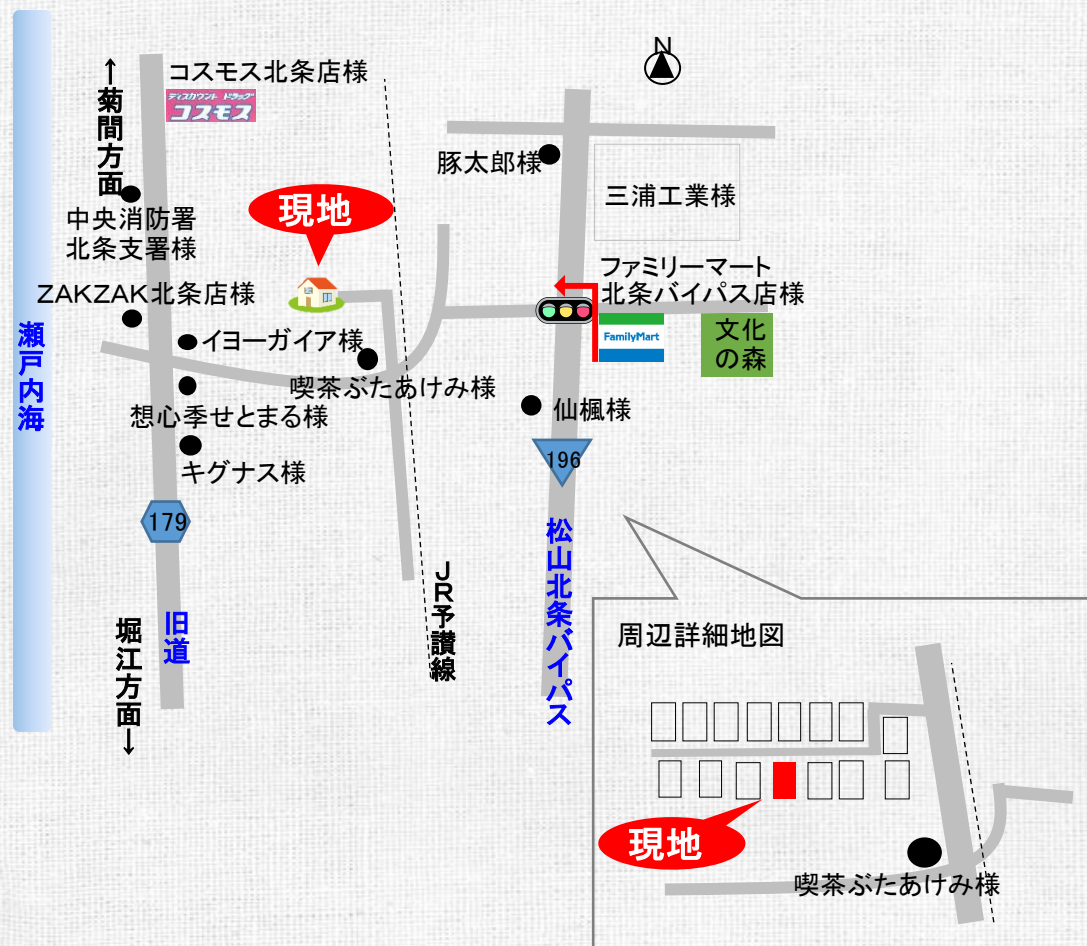 N
コスモス北条店様
ディスカウント ドラッグ
コスモス
↑菊間方面
豚太郎様
三浦工業様
現地
中央消防署
北条支署様
ファミリーマート
北条バイパス店様
ZAKZAK北条店様
FamilyMart
文化
の森
瀬戸内海
イヨーガイア様
喫茶ぶたあけみ様
想心季せとまる様
仙楓様
キグナス様
196
179
松山北条バイパス
JR予讃線
旧道
堀江方面↓
周辺詳細地図
現地
喫茶ぶたあけみ様